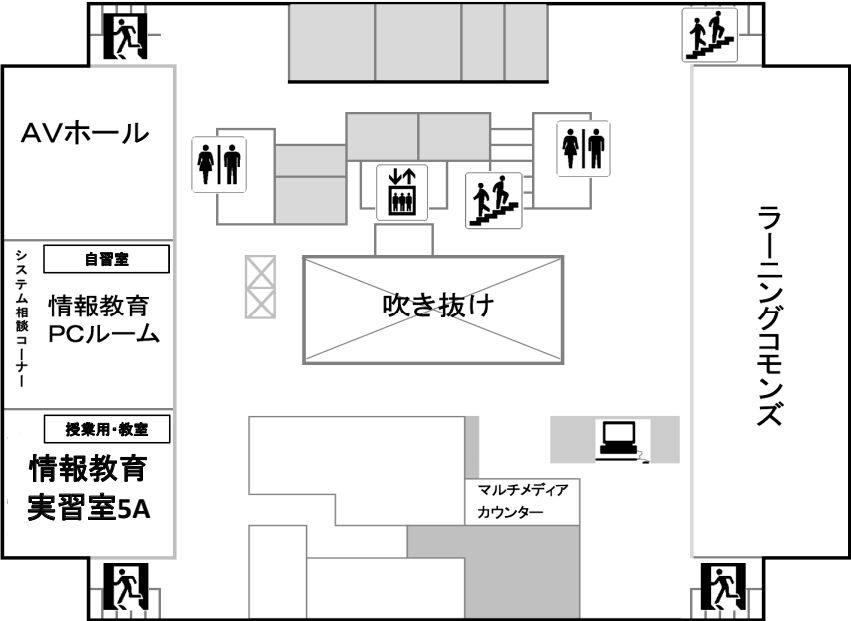 AVホール
システム相談コーナー
自習室
情報教育
PCルーム
吹き抜け
ラーニングコモンズ
授業用・教室
情報教育
実習室5A
マルチメディア
カウンター